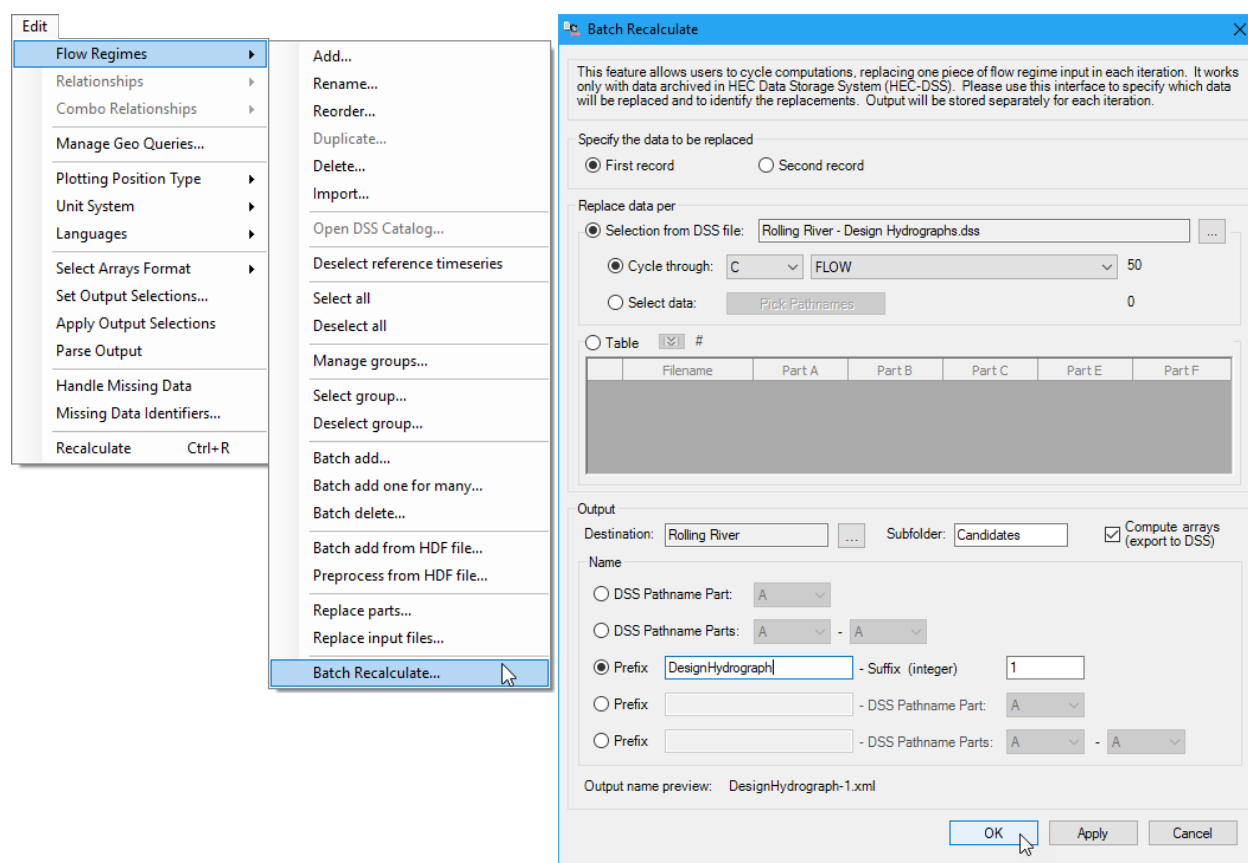 Edit
Flow Regimes
Relationships
Combo Relationships
Manage Geo Queries...
Plotting Position Type
Unit System
Languages
Select Arrays Format
Set Output Selections...
Apply Output Selections
Parse Output
Handle Missing Data
Missing Data Identifiers...
Recalculate Ctrl+R
Add...
Rename...
Reorder...
Duplicate...
Delete...
Import...
Open DSS Catalog...
Deselect reference timeseries
Select all
Deselect all
Manage groups...
Select group...
Deselect group...
Batch add...
Batch add one for many...
Batch delete...
Batch add from HDF file...
Preprocess from HDF file...
Replace parts...
Replace input files...
Batch Recalculate...
Batch Recalculate
This feature allows users to cycle computations, replacing one piece of flow regime input in each iteration. It works
only with data archived in HEC Data Storage System (HEC-DSS). Please use this interface to specify which data
will be replaced and to identify the replacements. Output will be stored separately for each iteration.
Specify the data to be replaced
First record Second record
Replace data per
Selection from DSS file: Rolling River - Design Hydrographs.dss ...
Cycle through: C FLOW 50
Select data: Pick Pathnames 0
Table #
Filename Part A Part B Part C Part E Part F
Output
Destination: Rolling River ... Subfolder: Candidates Compute arrays
(export to DSS)
Name
DSS Pathname Part: A
DSS Pathname Parts: A - A
Prefix DesignHydrograph - Suffix (integer) 1
Prefix - DSS Pathname Part: A
Prefix - DSS Pathname Parts: A - A
Output name preview: DesignHydrograph-1.xml
OK Apply Cancel